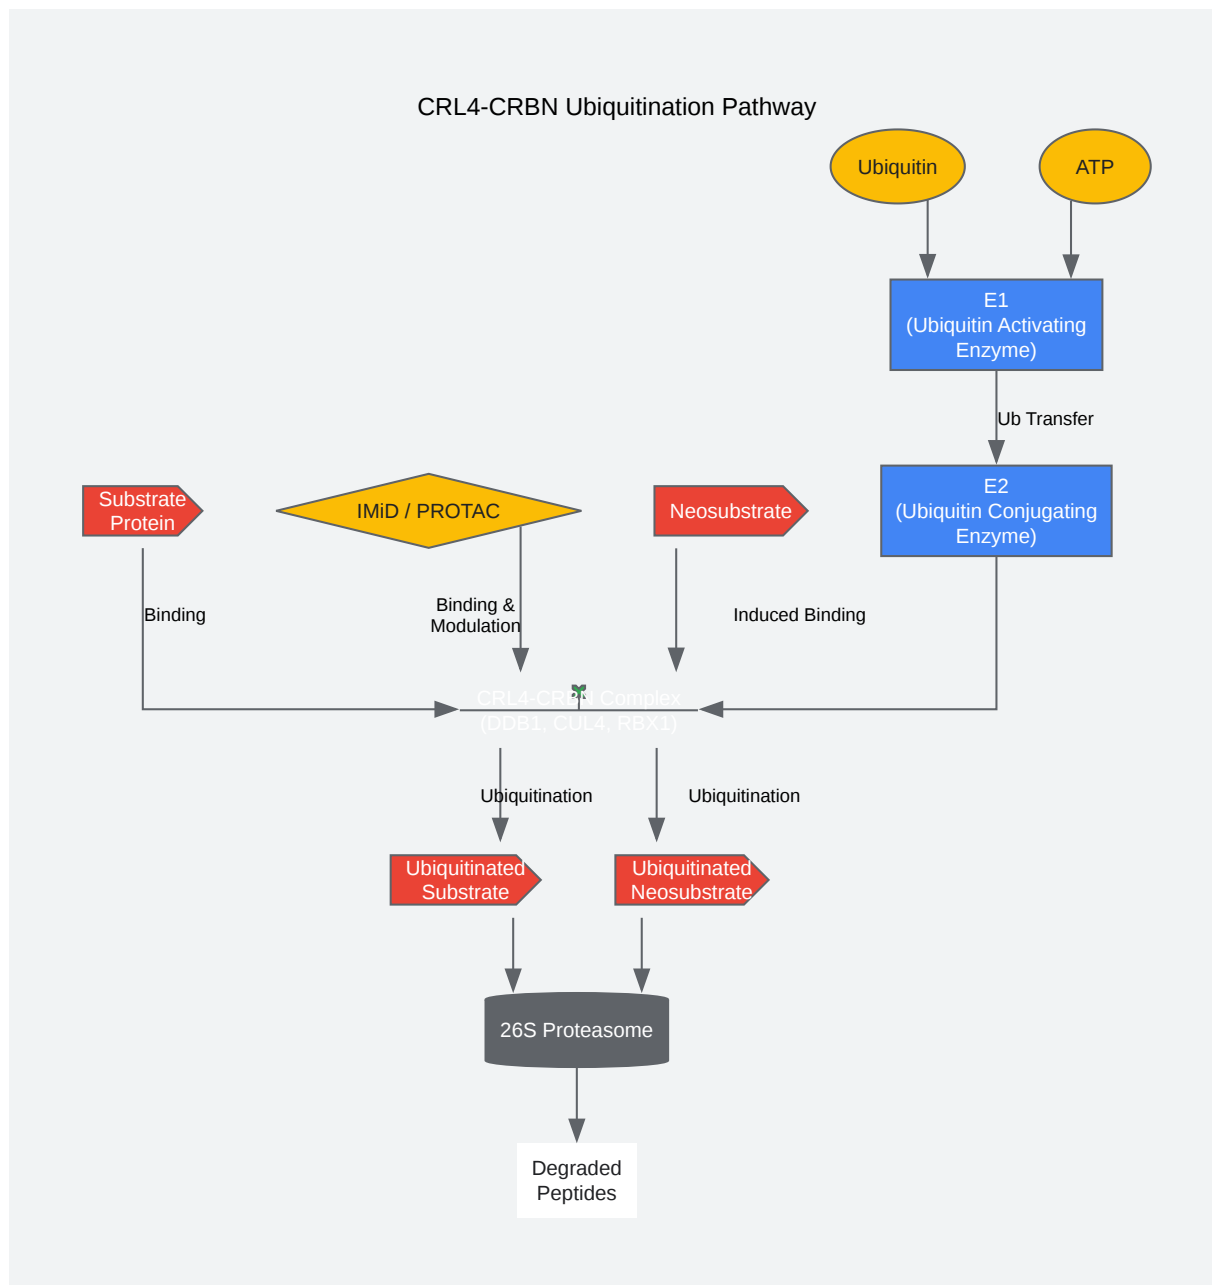 CRL4-CRBN Ubiquitination Pathway
Ubiquitin
ATP
E1
(Ubiquitin Activating
Enzyme)
Ub Transfer
Substrate
Protein
IMiD / PROTAC
Neosubstrate
E2
(Ubiquitin Conjugating
Enzyme)
Binding
Binding &
Modulation
Induced Binding
CRL4-CRBN Complex
(DDB1, CUL4, RBX1)
Ubiquitination
Ubiquitination
Ubiquitinated
Substrate
Ubiquitinated
Neosubstrate
26S Proteasome
Degraded
Peptides